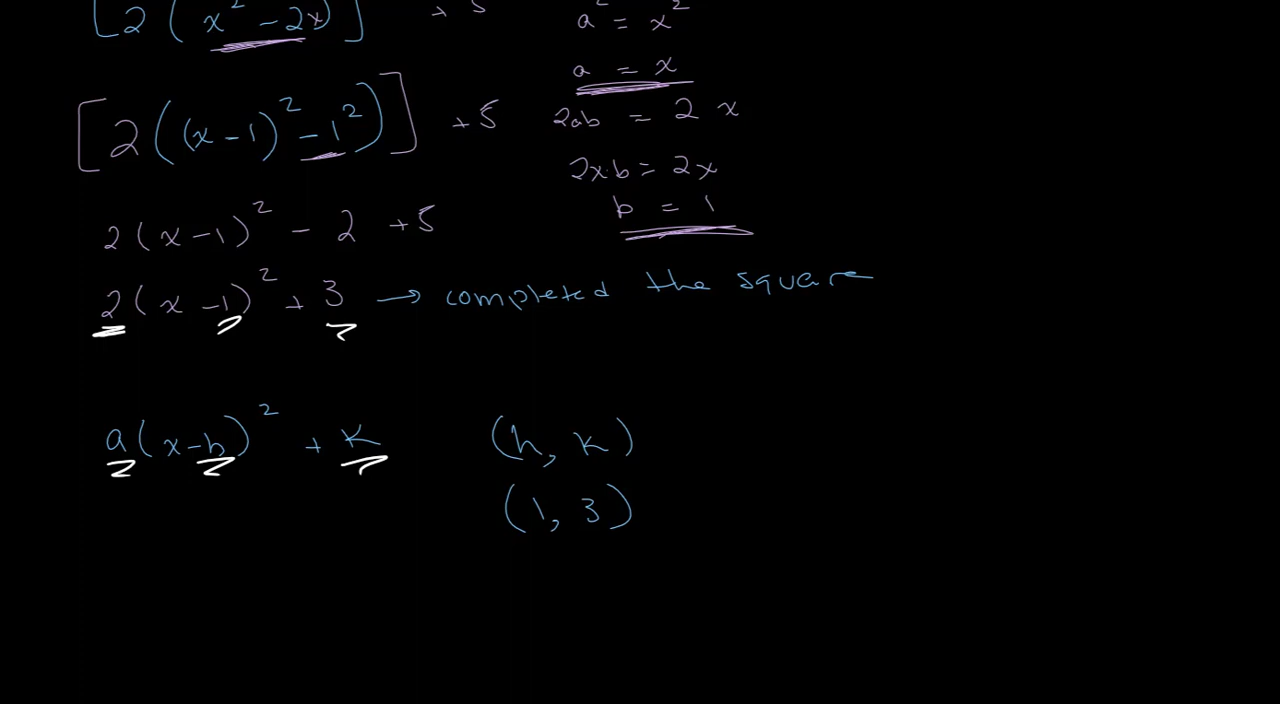 [2(x² - 2x)] + 5
a² = x²
a = x
[2((x-1)² - 1²)] + 5
2ab = 2 x
2x·b = 2x
b = 1
2(x-1)² - 2 + 5
2(x-1)² + 3 → completed the square
a(x-h)² + k
(h, k)
(1, 3)